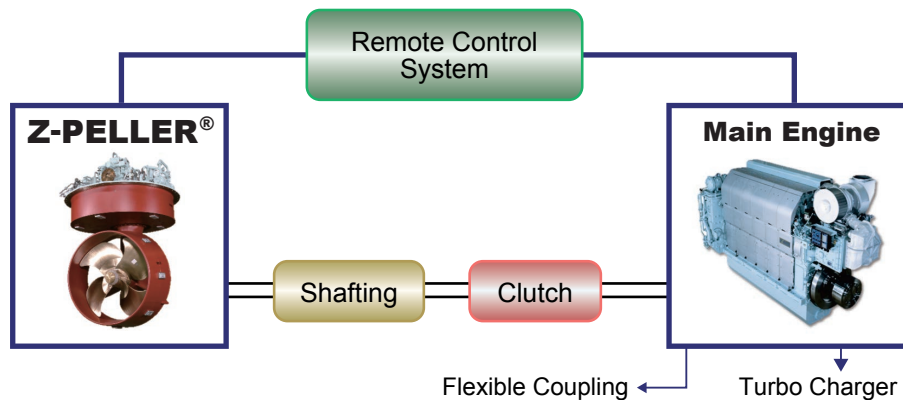 Remote Control
System
Z-PELLER®
Main Engine
Shafting
Clutch
Flexible Coupling
Turbo Charger